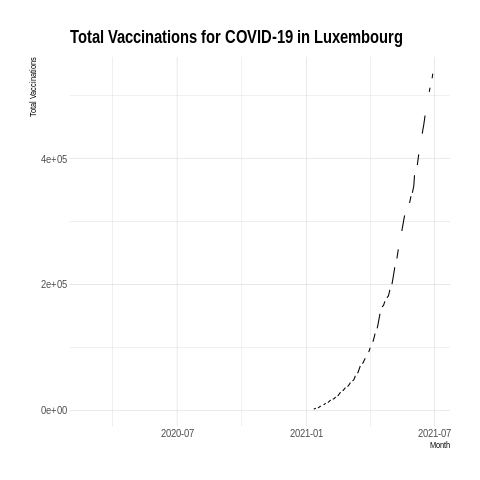 Total Vaccinations for COVID-19 in Luxembourg
Total Vaccinations
4e+05
2e+05
0e+00
2020-07
2021-01
2021-07
Month